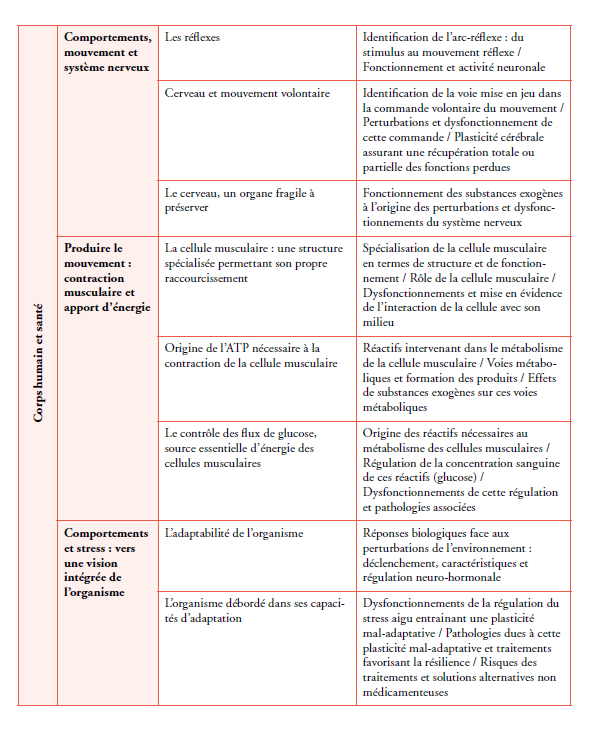 Corps humain et santé
Comportements,
mouvement et
système nerveux
Les réflexes
Identification de l'arc-réflexe : du
stimulus au mouvement réflexe /
Fonctionnement et activité neuronale
Cerveau et mouvement volontaire
Identification de la voie mise en jeu dans
la commande volontaire du mouvement /
Perturbations et dysfonctionnement de
cette commande / Plasticité cérébrale
assurant une récupération totale ou
partielle des fonctions perdues
Le cerveau, un organe fragile à
préserver
Fonctionnement des substances exogènes
à l'origine des perturbations et dysfonc-
tionnements du système nerveux
Produire le
mouvement :
contraction
musculaire et
apport d'énergie
La cellule musculaire : une structure
spécialisée permettant son propre
raccourcissement
Spécialisation de la cellule musculaire
en termes de structure et de fonction-
nement / Rôle de la cellule musculaire /
Dysfonctionnements et mise en évidence
de l'interaction de la cellule avec son
milieu
Origine de l'ATP nécessaire à la
contraction de la cellule musculaire
Réactifs intervenant dans le métabolisme
de la cellule musculaire / Voies métabo-
liques et formation des produits / Effets
de substances exogènes sur ces voies
métaboliques
Le contrôle des flux de glucose,
source essentielle d'énergie des
cellules musculaires
Origine des réactifs nécessaires au
métabolisme des cellules musculaires /
Régulation de la concentration sanguine
de ces réactifs (glucose) /
Dysfonctionnements de cette régulation
et pathologies associées
Comportements
et stress : vers
une vision
intégrée de
l'organisme
L'adaptabilité de l'organisme
Réponses biologiques face aux
perturbations de l'environnement :
déclenchement, caractéristiques et
régulation neuro-hormonale
L'organisme débordé dans ses capaci-
tés d'adaptation
Dysfonctionnements de la régulation du
stress aigu entrainant une plasticité
mal-adaptative / Pathologies dues à cette
plasticité mal-adaptative et traitements
favorisant la résilience / Risques des
traitements et solutions alternatives non
médicamenteuses